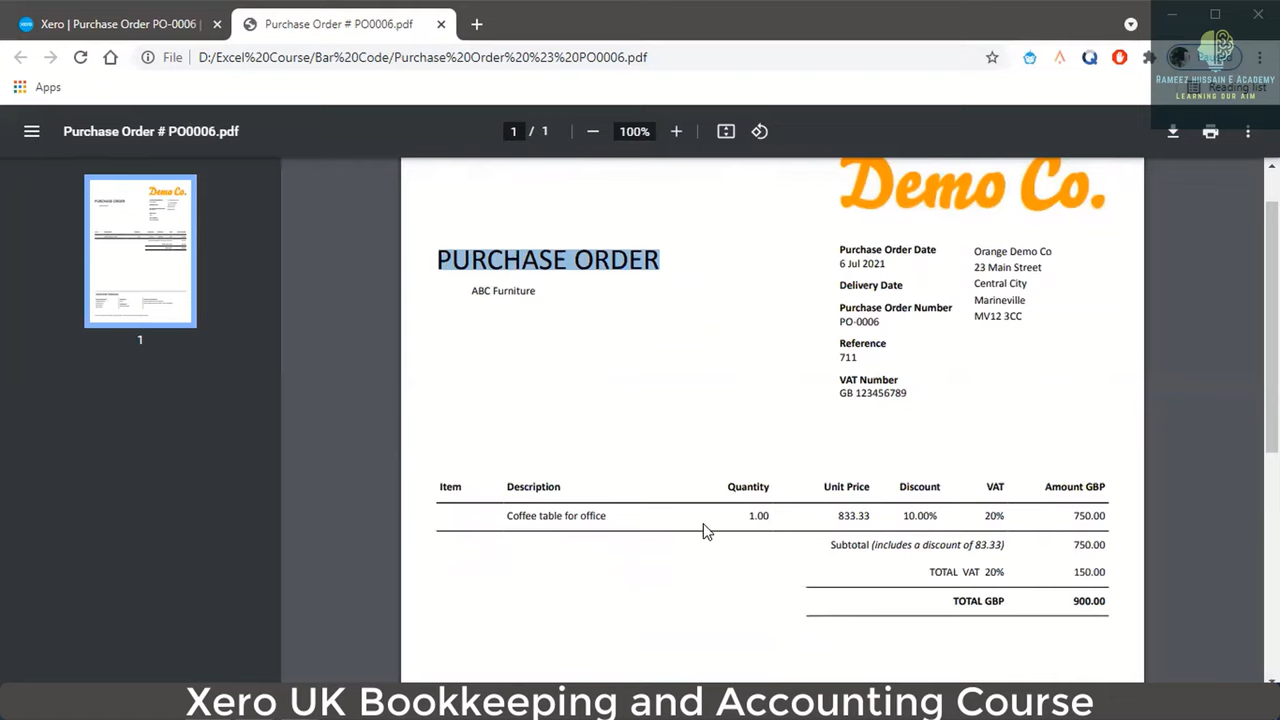 Xero | Purchase Order PO-0006 |
Purchase Order # PO0006.pdf
File
D:/Excel%20Course/Bar%20Code/Purchase%20Order%20%23%20PO0006.pdf
Paused
Apps
Reading list
RAMEEZ HUSSAIN E ACADEMY
LEARNING OUR AIM
Purchase Order # PO0006.pdf
1 / 1
100%
1
Demo Co.
PURCHASE ORDER
ABC Furniture
Purchase Order Date
6 Jul 2021
Delivery Date
Purchase Order Number
PO-0006
Reference
711
VAT Number
GB 123456789
Orange Demo Co
23 Main Street
Central City
Marineville
MV12 3CC
Item Description Quantity Unit Price Discount VAT Amount GBP
Coffee table for office 1.00 833.33 10.00% 20% 750.00
Subtotal (includes a discount of 83.33) 750.00
TOTAL VAT 20% 150.00
TOTAL GBP 900.00
Xero UK Bookkeeping and Accounting Course